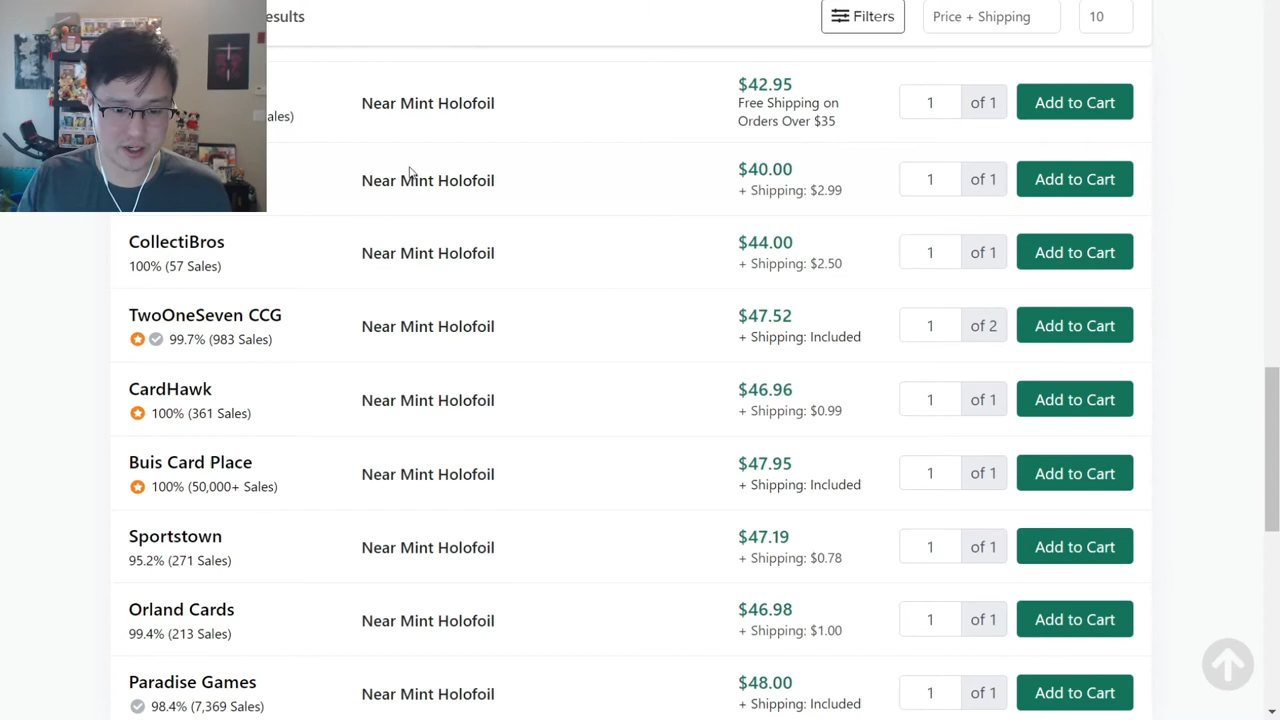 esults
Filters
Price + Shipping
10
ales)
Near Mint Holofoil
$42.95
Free Shipping on
Orders Over $35
1
of 1
Add to Cart
Near Mint Holofoil
$40.00
+ Shipping: $2.99
1
of 1
Add to Cart
CollectiBros
100% (57 Sales)
Near Mint Holofoil
$44.00
+ Shipping: $2.50
1
of 1
Add to Cart
TwoOneSeven CCG
99.7% (983 Sales)
Near Mint Holofoil
$47.52
+ Shipping: Included
1
of 2
Add to Cart
CardHawk
100% (361 Sales)
Near Mint Holofoil
$46.96
+ Shipping: $0.99
1
of 1
Add to Cart
Buis Card Place
100% (50,000+ Sales)
Near Mint Holofoil
$47.95
+ Shipping: Included
1
of 1
Add to Cart
Sportstown
95.2% (271 Sales)
Near Mint Holofoil
$47.19
+ Shipping: $0.78
1
of 1
Add to Cart
Orland Cards
99.4% (213 Sales)
Near Mint Holofoil
$46.98
+ Shipping: $1.00
1
of 1
Add to Cart
Paradise Games
98.4% (7,369 Sales)
Near Mint Holofoil
$48.00
+ Shipping: Included
1
of 1
Add to Cart